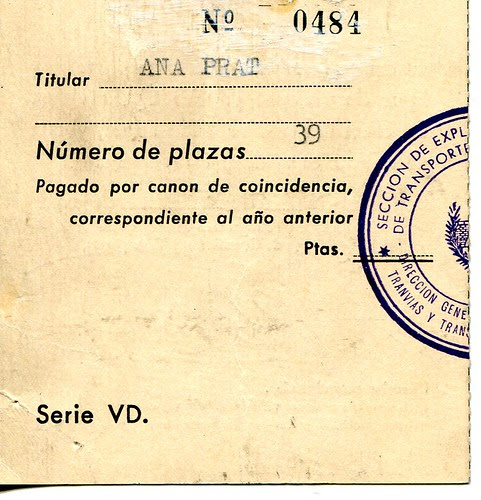 Nº 0484
Titular ANA PRAT
Número de plazas 39
Pagado por canon de coincidencia,
correspondiente al año anterior
Ptas.
SECCION DE EXPL
DE TRANSPORTE
DIRECCION GENE
TRANVIAS Y TRAN
Serie VD.